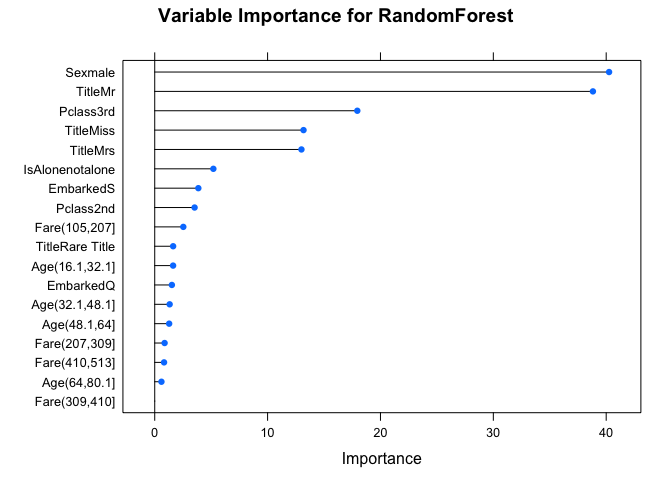 Variable Importance for RandomForest
Sexmale
TitleMr
Pclass3rd
TitleMiss
TitleMrs
IsAlonenotalone
EmbarkedS
Pclass2nd
Fare(105,207]
TitleRare Title
Age(16.1,32.1]
EmbarkedQ
Age(32.1,48.1]
Age(48.1,64]
Fare(207,309]
Fare(410,513]
Age(64,80.1]
Fare(309,410]
0 10 20 30 40
Importance